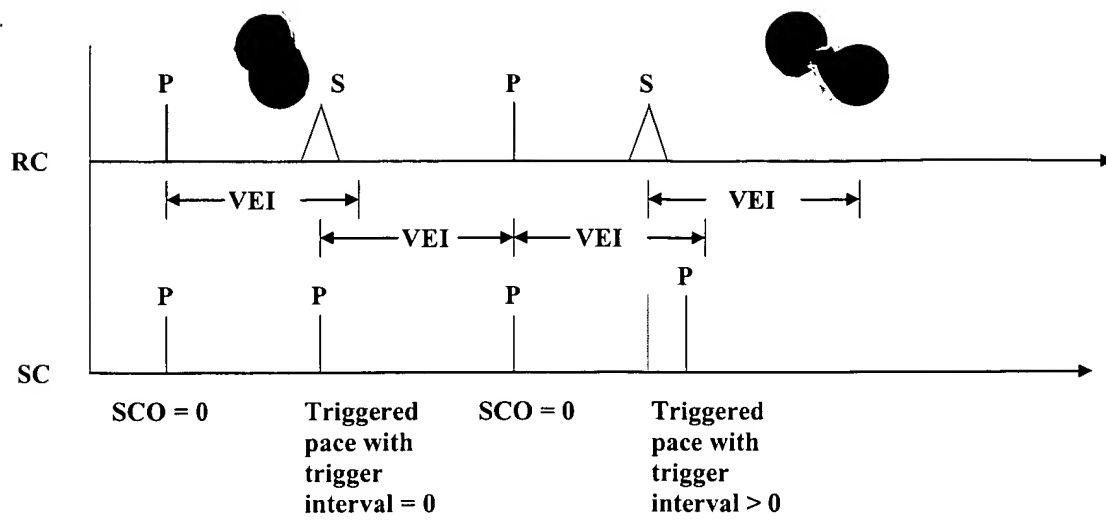 P S P S
RC
VEI VEI
VEI VEI
P
P P P
SC
SCO = 0 Triggered SCO = 0 Triggered
pace with pace with
trigger trigger
interval = 0 interval > 0